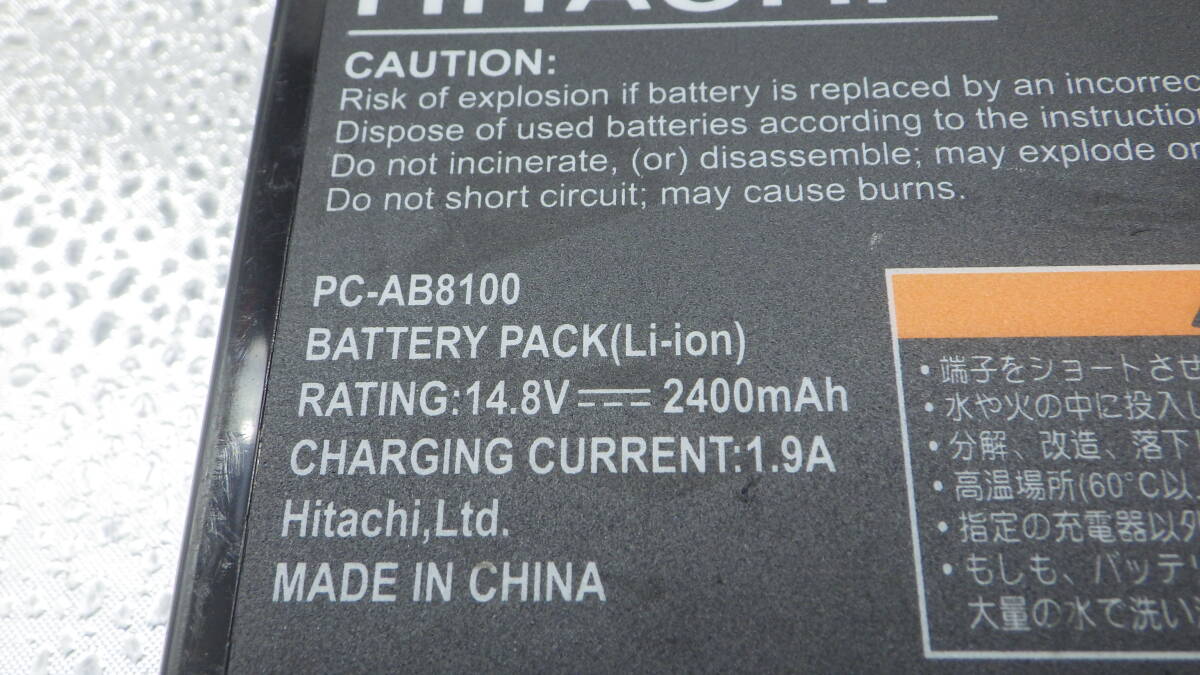 HITACHI
CAUTION:
Risk of explosion if battery is replaced by an
Dispose of used batteries according to the
Do not incinerate, (or) disassemble; may explode
Do not short circuit; may cause burns.
PC-AB8100
BATTERY PACK(Li-ion)
RATING:14.8V⎓2400mAh
CHARGING CURRENT:1.9A
Hitachi,Ltd.
MADE IN CHINA
・端子をショートさせ
・水や火の中に投入
・分解、改造、落下
・高温場所(60°C以
・指定の充電器以外
・もしも、バッテ
大量の水で洗い